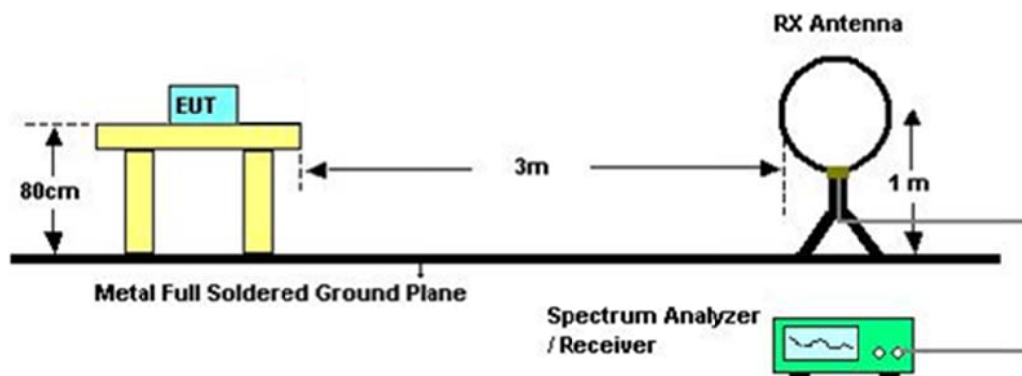 RX Antenna
EUT
80cm
3m
1 m
Metal Full Soldered Ground Plane
Spectrum Analyzer
/ Receiver